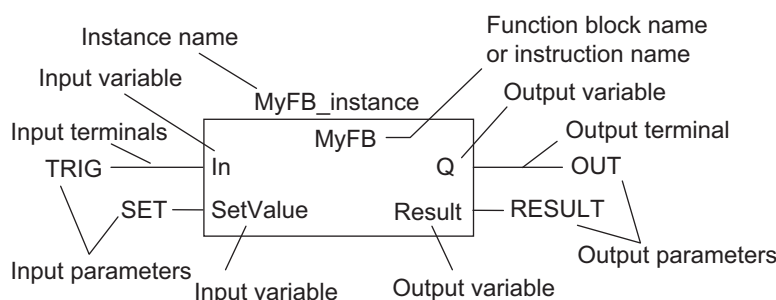 Instance name
Function block name
or instruction name
Input variable
MyFB_instance
Output variable
MyFB
Input terminals
Output terminal
TRIG
In
Q
OUT
SET
SetValue
Result
RESULT
Input parameters
Output parameters
Input variable
Output variable